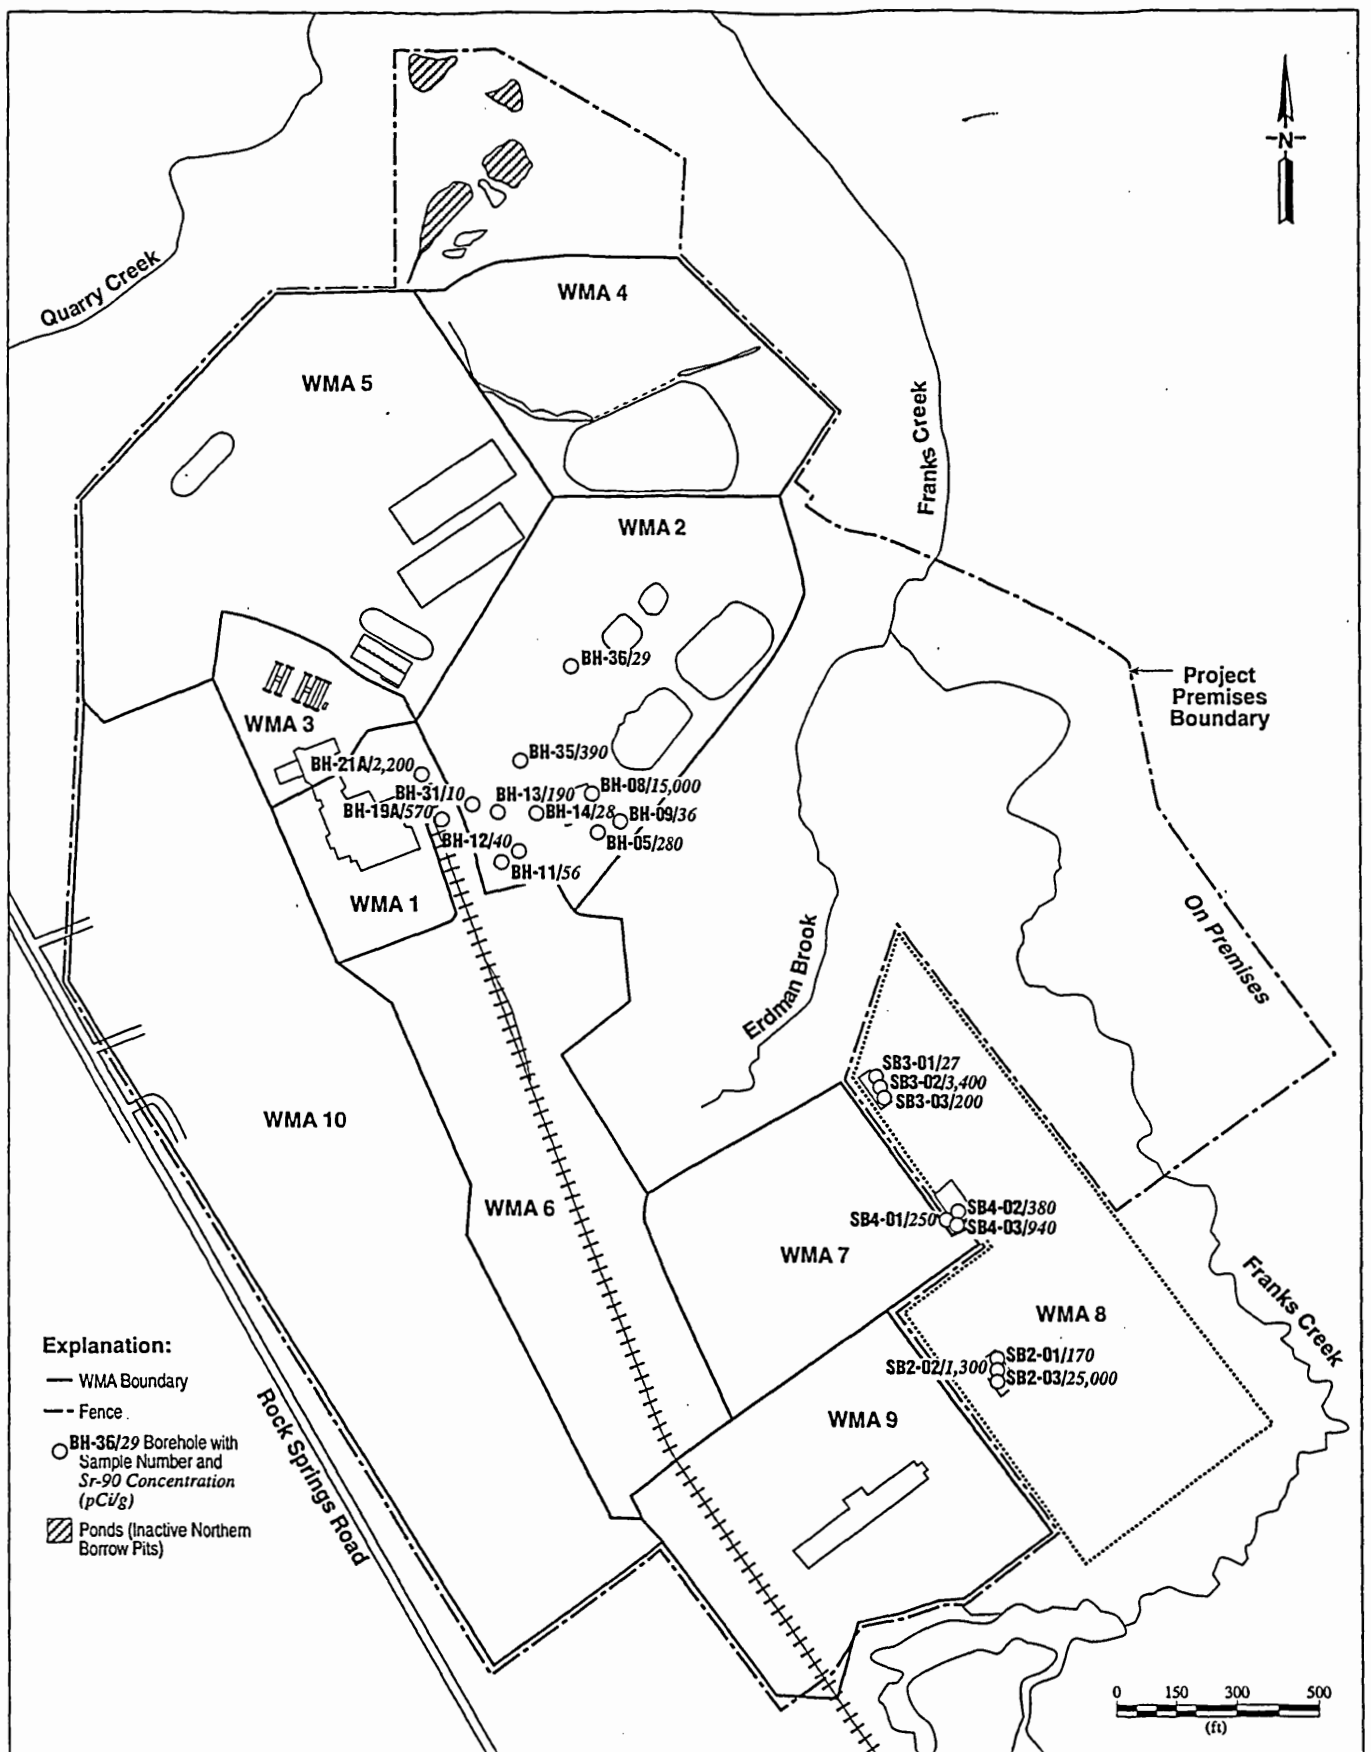 N
Quarry Creek
WMA 4
WMA 5
Franks Creek
WMA 2
BH-36/29
Project
Premises
Boundary
WMA 3
BH-35/390
BH-21A/2,200
BH-08/15,000
BH-31/10
BH-13/190
BH-19A/570
BH-14/28
BH-09/36
BH-12/40
BH-05/280
BH-11/56
WMA 1
On Premises
Erdman Brook
SB3-01/27
SB3-02/3,400
SB3-03/200
WMA 10
WMA 6
SB4-02/380
SB4-01/250
SB4-03/940
WMA 7
Franks Creek
WMA 8
SB2-01/170
SB2-02/1,300
SB2-03/25,000
WMA 9
Rock Springs Road
Explanation:
WMA Boundary
Fence
BH-36/29 Borehole with
Sample Number and
Sr-90 Concentration
(pCi/g)
Ponds (Inactive Northern
Borrow Pits)
0 150 300 500
(ft)